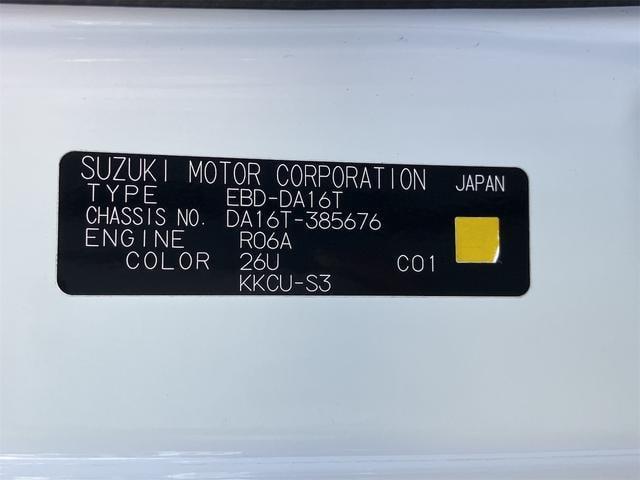 SUZUKI MOTOR CORPORATION JAPAN
TYPE EBD-DA16T
CHASSIS NO. DA16T-385676
ENGINE R06A
COLOR 26U C01
KKCU-S3